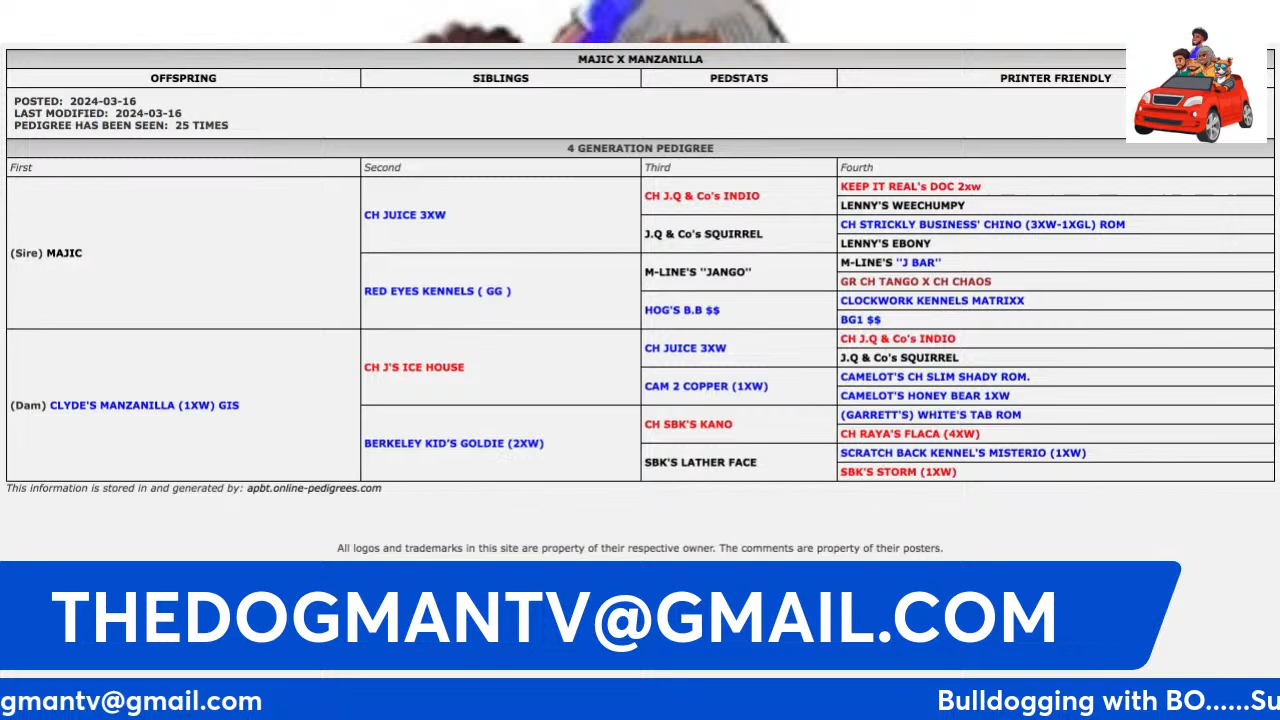 MAJIC X MANZANILLA
OFFSPRING SIBLINGS PEDSTATS PRINTER FRIENDLY
POSTED: 2024-03-16
LAST MODIFIED: 2024-03-16
PEDIGREE HAS BEEN SEEN: 25 TIMES
4 GENERATION PEDIGREE
First Second Third Fourth
(Sire) MAJIC
CH JUICE 3XW
RED EYES KENNELS ( GG )
CH J.Q & Co's INDIO
J.Q & Co's SQUIRREL
M-LINE'S "JANGO"
HOG'S B.B $$
KEEP IT REAL's DOC 2xw
LENNY'S WEECHUMPY
CH STRICKLY BUSINESS' CHINO (3XW-1XGL) ROM
LENNY'S EBONY
M-LINE'S ''J BAR''
GR CH TANGO X CH CHAOS
CLOCKWORK KENNELS MATRIXX
BG1 $$
(Dam) CLYDE'S MANZANILLA (1XW) GIS
CH J'S ICE HOUSE
BERKELEY KID'S GOLDIE (2XW)
CH JUICE 3XW
CAM 2 COPPER (1XW)
CH SBK'S KANO
SBK'S LATHER FACE
CH J.Q & Co's INDIO
J.Q & Co's SQUIRREL
CAMELOT'S CH SLIM SHADY ROM.
CAMELOT'S HONEY BEAR 1XW
(GARRETT'S) WHITE'S TAB ROM
CH RAYA'S FLACA (4XW)
SCRATCH BACK KENNEL'S MISTERIO (1XW)
SBK'S STORM (1XW)
This information is stored in and generated by: apbt.online-pedigrees.com
All logos and trademarks in this site are property of their respective owner. The comments are property of their posters.
THEDOGMANTV@GMAIL.COM
gmantv@gmail.com Bulldogging with BO......Su